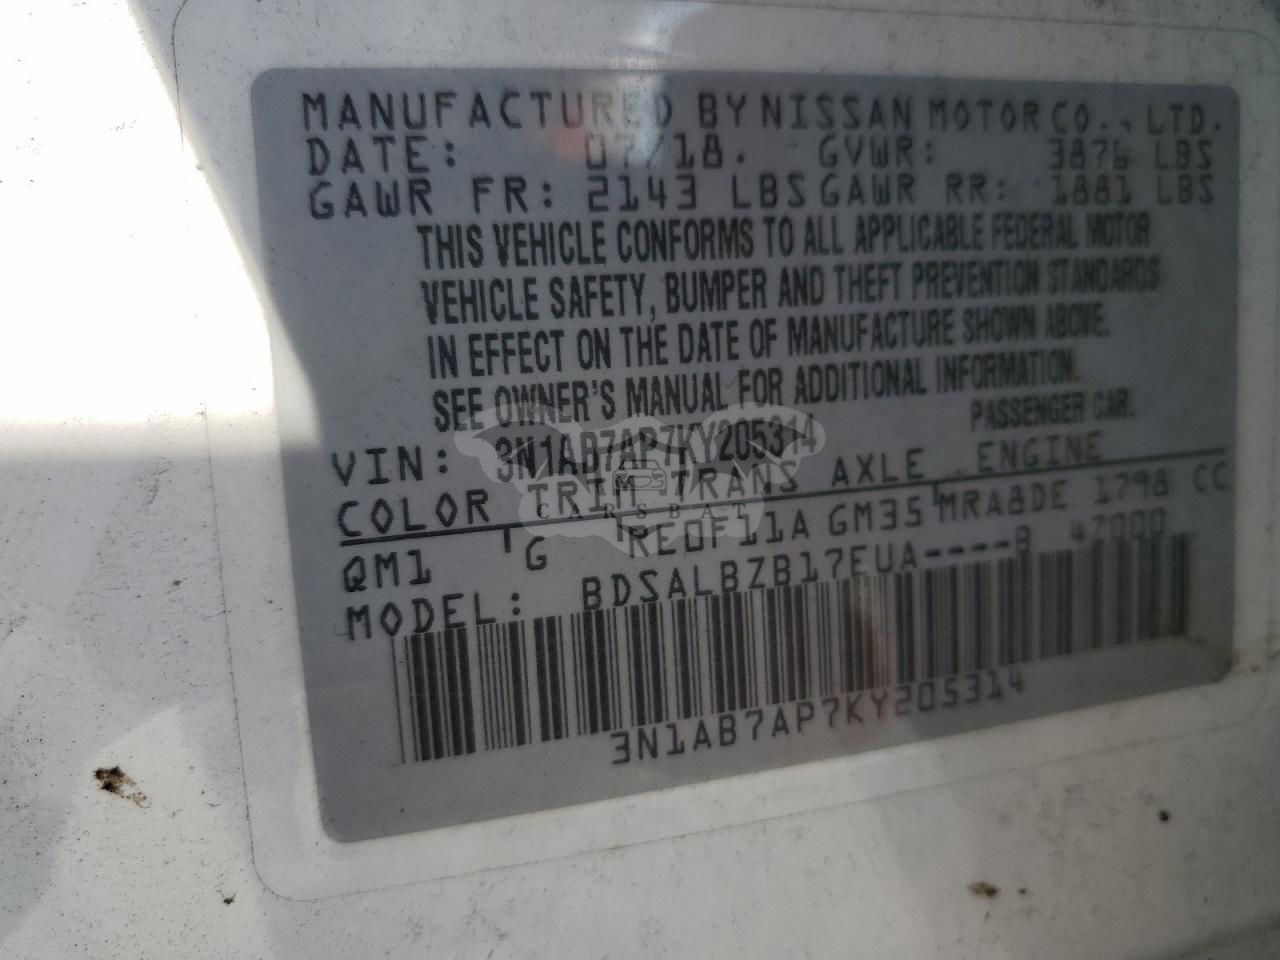 MANUFACTURED BY NISSAN MOTOR CO., LTD.
DATE: 07/18. GVWR: 3876 LBS
GAWR FR: 2143 LBS GAWR RR: 1881 LBS
THIS VEHICLE CONFORMS TO ALL APPLICABLE FEDERAL MOTOR
VEHICLE SAFETY, BUMPER AND THEFT PREVENTION STANDARDS
IN EFFECT ON THE DATE OF MANUFACTURE SHOWN ABOVE.
SEE OWNER'S MANUAL FOR ADDITIONAL INFORMATION.
PASSENGER CAR.
VIN: 3N1AB7AP7KY205314
COLOR TRIM TRANS AXLE ENGINE
QM1 G RE0F11A GM35 MRA8DE 1798 CC
MODEL: BDSALBZB17EUA----B 47000
3N1AB7AP7KY205314
CARSBAT